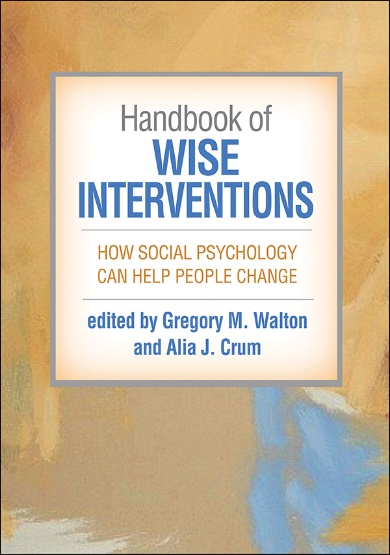 Handbook of
WISE
INTERVENTIONS
HOW SOCIAL PSYCHOLOGY
CAN HELP PEOPLE CHANGE
edited by Gregory M. Walton
and Alia J. Crum